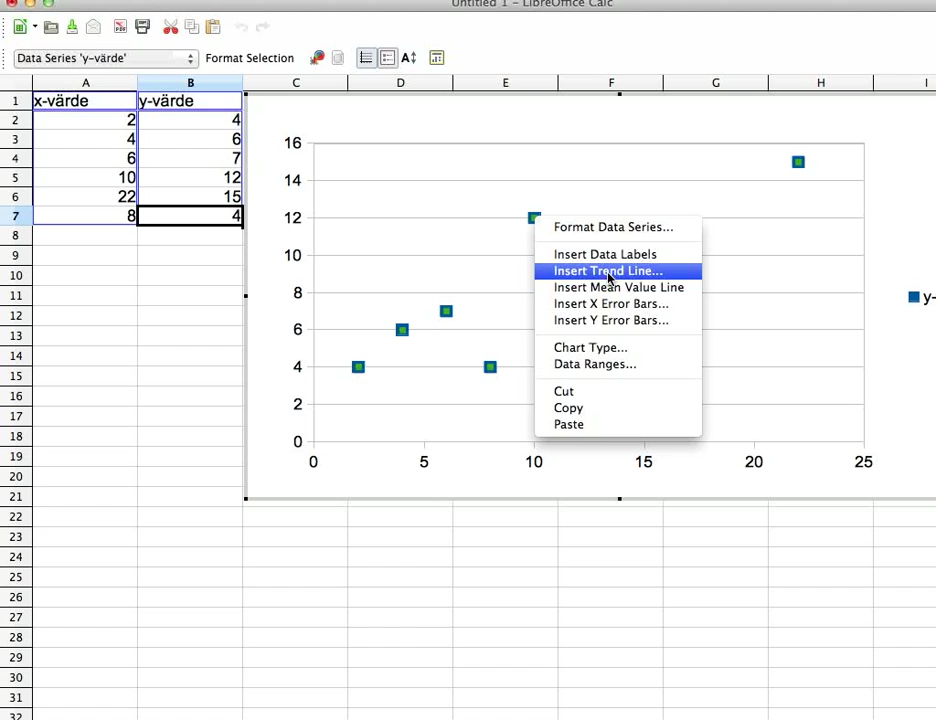 Untitled 1 - LibreOffice Calc
Data Series 'y-värde' Format Selection
A B C D E F G H I
1 x-värde y-värde
2 2 4
3 4 6
4 6 7
5 10 12
6 22 15
7 8 4
8
9
10
11
12
13
14
15
16
17
18
19
20
21
22
23
24
25
26
27
28
29
30
31
32
16
14
12
10
8
6
4
2
0
0 5 10 15 20 25
y-
Format Data Series...
Insert Data Labels
Insert Trend Line...
Insert Mean Value Line
Insert X Error Bars...
Insert Y Error Bars...
Chart Type...
Data Ranges...
Cut
Copy
Paste